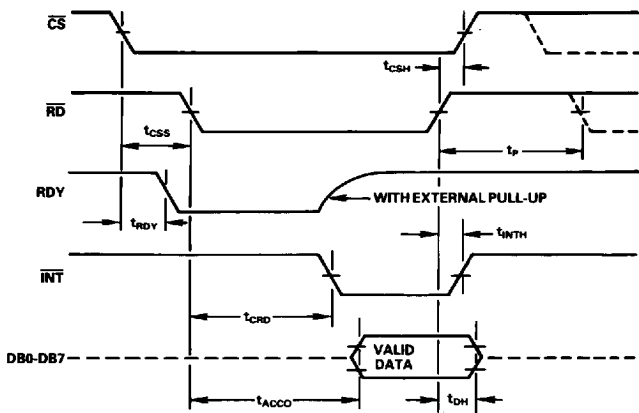 CS
tCSH
RD
tCSS
tP
RDY
WITH EXTERNAL PULL-UP
tRDY
tINTH
INT
tCRD
DB0-DB7
VALID
DATA
tACCO
tDH